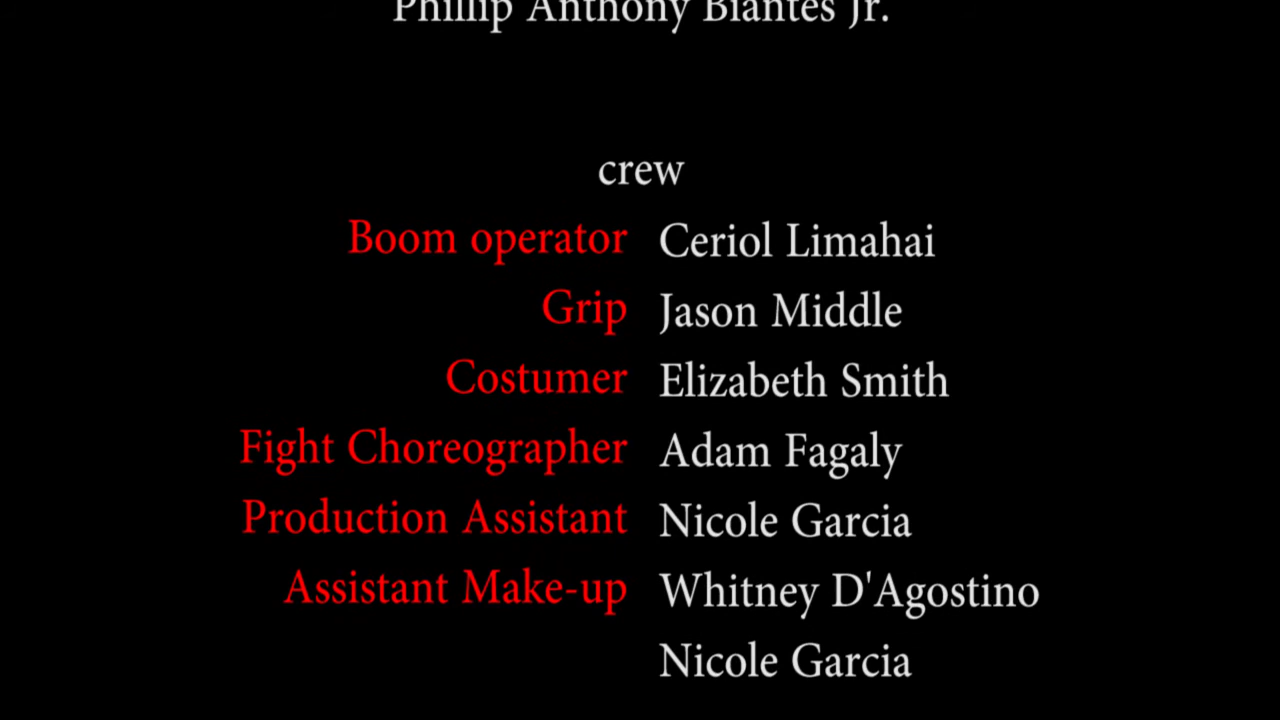 Phillip Anthony Biantes Jr.
crew
Boom operator Ceriol Limahai
Grip Jason Middle
Costumer Elizabeth Smith
Fight Choreographer Adam Fagaly
Production Assistant Nicole Garcia
Assistant Make-up Whitney D'Agostino
Nicole Garcia